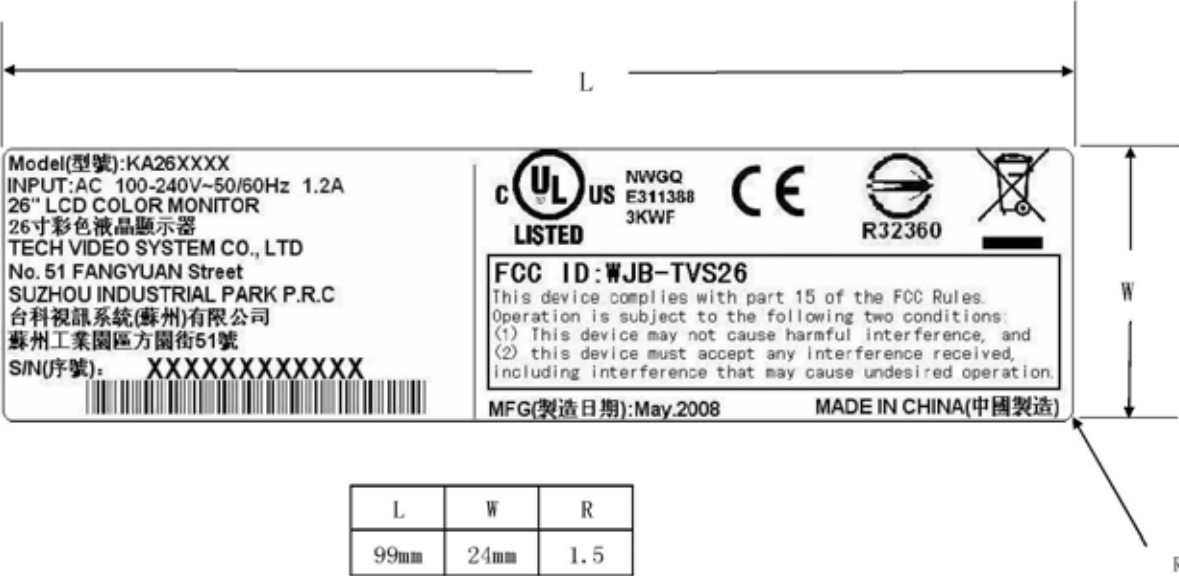 L
Model(型號):KA26XXXX
INPUT:AC 100-240V~50/60Hz 1.2A
26" LCD COLOR MONITOR
26寸彩色液晶顯示器
TECH VIDEO SYSTEM CO., LTD
No. 51 FANGYUAN Street
SUZHOU INDUSTRIAL PARK P.R.C
台科視訊系統(蘇州)有限公司
蘇州工業園區方園街51號
S/N(序號): XXXXXXXXXXXX
C UL US
LISTED
NWGQ
E311388
3KWF
CE
R32360
FCC ID:WJB-TVS26
This device complies with part 15 of the FCC Rules.
Operation is subject to the following two conditions:
(1) This device may not cause harmful interference, and
(2) this device must accept any interference received,
including interference that may cause undesired operation.
MFG(製造日期):May.2008
MADE IN CHINA(中國製造)
W
R
L W R
99mm 24mm 1.5